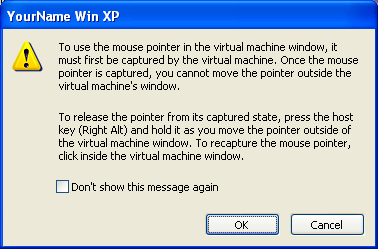 YourName Win XP
To use the mouse pointer in the virtual machine window, it
must first be captured by the virtual machine. Once the mouse
pointer is captured, you cannot move the pointer outside the
virtual machine's window.
To release the pointer from its captured state, press the host
key (Right Alt) and hold it as you move the pointer outside of
the virtual machine window. To recapture the mouse pointer,
click inside the virtual machine window.
Don't show this message again
OK Cancel